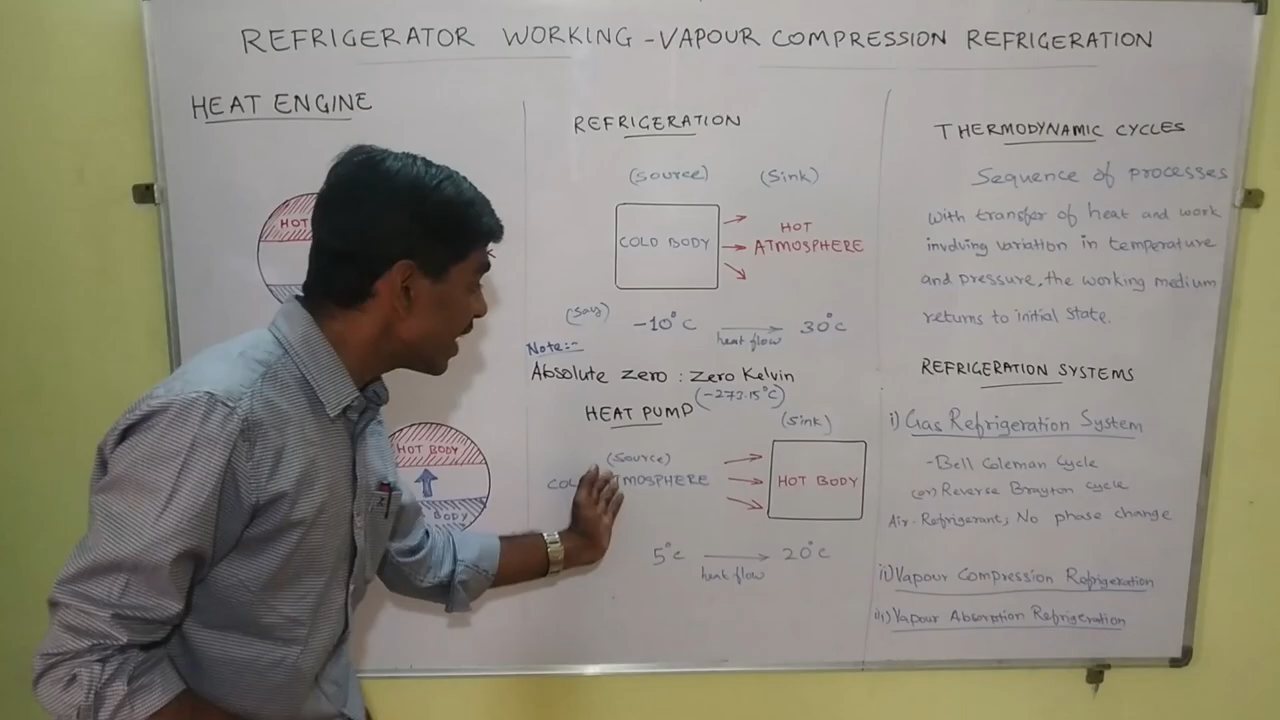 REFRIGERATOR WORKING - VAPOUR COMPRESSION REFRIGERATION
HEAT ENGINE
HOT
HOT BODY
BODY
REFRIGERATION
(Source) (Sink)
COLD BODY
HOT
ATMOSPHERE
(Say)
-10°C heat flow 30°C
Note:-
Absolute Zero : Zero Kelvin
(-273.15°C)
HEAT PUMP
(Sink)
(Source)
ATMOSPHERE
HOT BODY
5°C heat flow 20°C
THERMODYNAMIC CYCLES
Sequence of processes
with transfer of heat and work
involving variation in temperature
and pressure, the working medium
returns to initial state.
REFRIGERATION SYSTEMS
i) Gas Refrigeration System
- Bell Coleman Cycle
(or) Reverse Brayton cycle
Air-Refrigerant, No phase change
ii) Vapour Compression Refrigeration
iii) Vapour Absorption Refrigeration